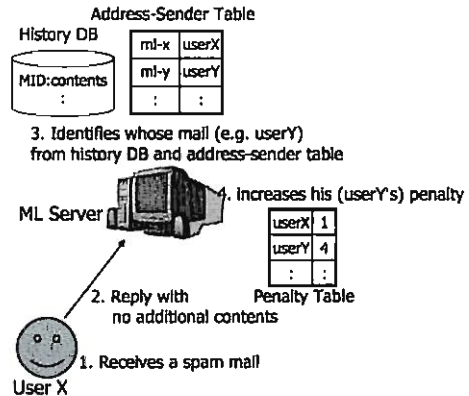 Address-Sender Table
History DB
ml-x userX
ml-y userY
: :
MID:contents
:
3. Identifies whose mail (e.g. userY)
from history DB and address-sender table
4. Increases his (userY's) penalty
ML Server
userX 1
userY 4
: :
Penalty Table
2. Reply with
no additional contents
1. Receives a spam mail
User X